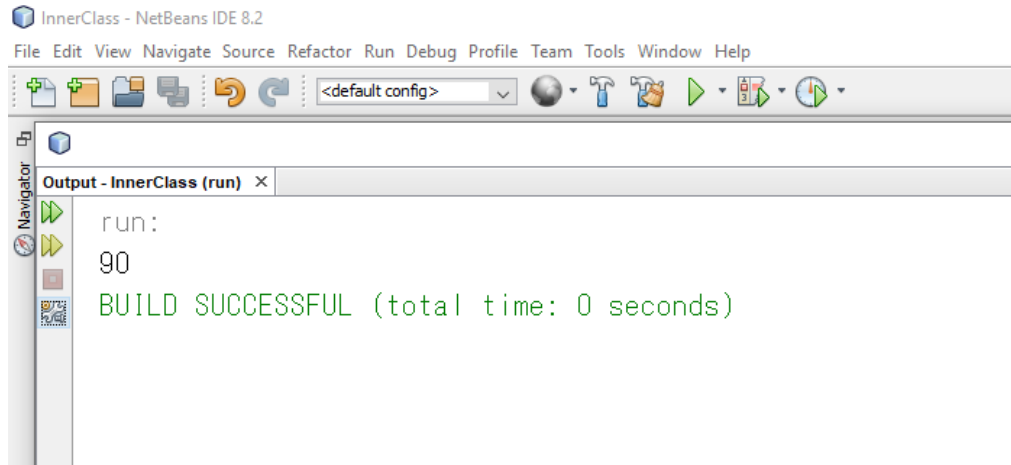 InnerClass - NetBeans IDE 8.2
File Edit View Navigate Source Refactor Run Debug Profile Team Tools Window Help
<default config>
Navigator
Output - InnerClass (run)
run:
90
BUILD SUCCESSFUL (total time: 0 seconds)